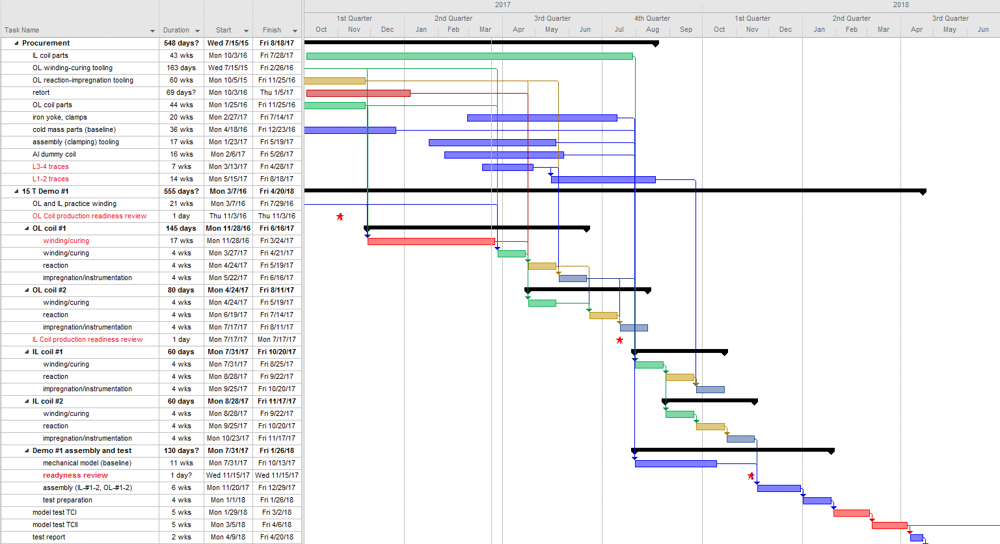 2017 2018
1st Quarter 2nd Quarter 3rd Quarter 4th Quarter 1st Quarter 2nd Quarter 3rd Quarter
Task Name Duration Start Finish Oct Nov Dec Jan Feb Mar Apr May Jun Jul Aug Sep Oct Nov Dec Jan Feb Mar Apr May Jun
Procurement 548 days? Wed 7/15/15 Fri 8/18/17
IL coil parts 43 wks Mon 10/3/16 Fri 7/28/17
OL winding-curing tooling 163 days Wed 7/15/15 Fri 2/26/16
OL reaction-impregnation tooling 60 wks Mon 10/5/15 Fri 11/25/16
retort 69 days? Mon 10/3/16 Thu 1/5/17
OL coil parts 44 wks Mon 1/25/16 Fri 11/25/16
iron yoke, clamps 20 wks Mon 2/27/17 Fri 7/14/17
cold mass parts (baseline) 36 wks Mon 4/18/16 Fri 12/23/16
assembly (clamping) tooling 17 wks Mon 1/23/17 Fri 5/19/17
Al dummy coil 16 wks Mon 2/6/17 Fri 5/26/17
L3-4 traces 7 wks Mon 3/13/17 Fri 4/28/17
L1-2 traces 14 wks Mon 5/15/17 Fri 8/18/17
15 T Demo #1 555 days? Mon 3/7/16 Fri 4/20/18
OL and IL practice winding 21 wks Mon 3/7/16 Fri 7/29/16
OL Coil production readiness review 1 day Thu 11/3/16 Thu 11/3/16
OL coil #1 145 days Mon 11/28/16 Fri 6/16/17
winding/curing 17 wks Mon 11/28/16 Fri 3/24/17
winding/curing 4 wks Mon 3/27/17 Fri 4/21/17
reaction 4 wks Mon 4/24/17 Fri 5/19/17
impregnation/instrumentation 4 wks Mon 5/22/17 Fri 6/16/17
OL coil #2 80 days Mon 4/24/17 Fri 8/11/17
winding/curing 4 wks Mon 4/24/17 Fri 5/19/17
reaction 4 wks Mon 6/19/17 Fri 7/14/17
impregnation/instrumentation 4 wks Mon 7/17/17 Fri 8/11/17
IL Coil production readiness review 1 day Mon 7/17/17 Mon 7/17/17
IL coil #1 60 days Mon 7/31/17 Fri 10/20/17
winding/curing 4 wks Mon 7/31/17 Fri 8/25/17
reaction 4 wks Mon 8/28/17 Fri 9/22/17
impregnation/instrumentation 4 wks Mon 9/25/17 Fri 10/20/17
IL coil #2 60 days Mon 8/28/17 Fri 11/17/17
winding/curing 4 wks Mon 8/28/17 Fri 9/22/17
reaction 4 wks Mon 9/25/17 Fri 10/20/17
impregnation/instrumentation 4 wks Mon 10/23/17 Fri 11/17/17
Demo #1 assembly and test 130 days? Mon 7/31/17 Fri 1/26/18
mechanical model (baseline) 11 wks Mon 7/31/17 Fri 10/13/17
readyness review 1 day? Wed 11/15/17 Wed 11/15/17
assembly (IL-#1-2, OL-#1-2) 6 wks Mon 11/20/17 Fri 12/29/17
test preparation 4 wks Mon 1/1/18 Fri 1/26/18
model test TCI 5 wks Mon 1/29/18 Fri 3/2/18
model test TCII 5 wks Mon 3/5/18 Fri 4/6/18
test report 2 wks Mon 4/9/18 Fri 4/20/18